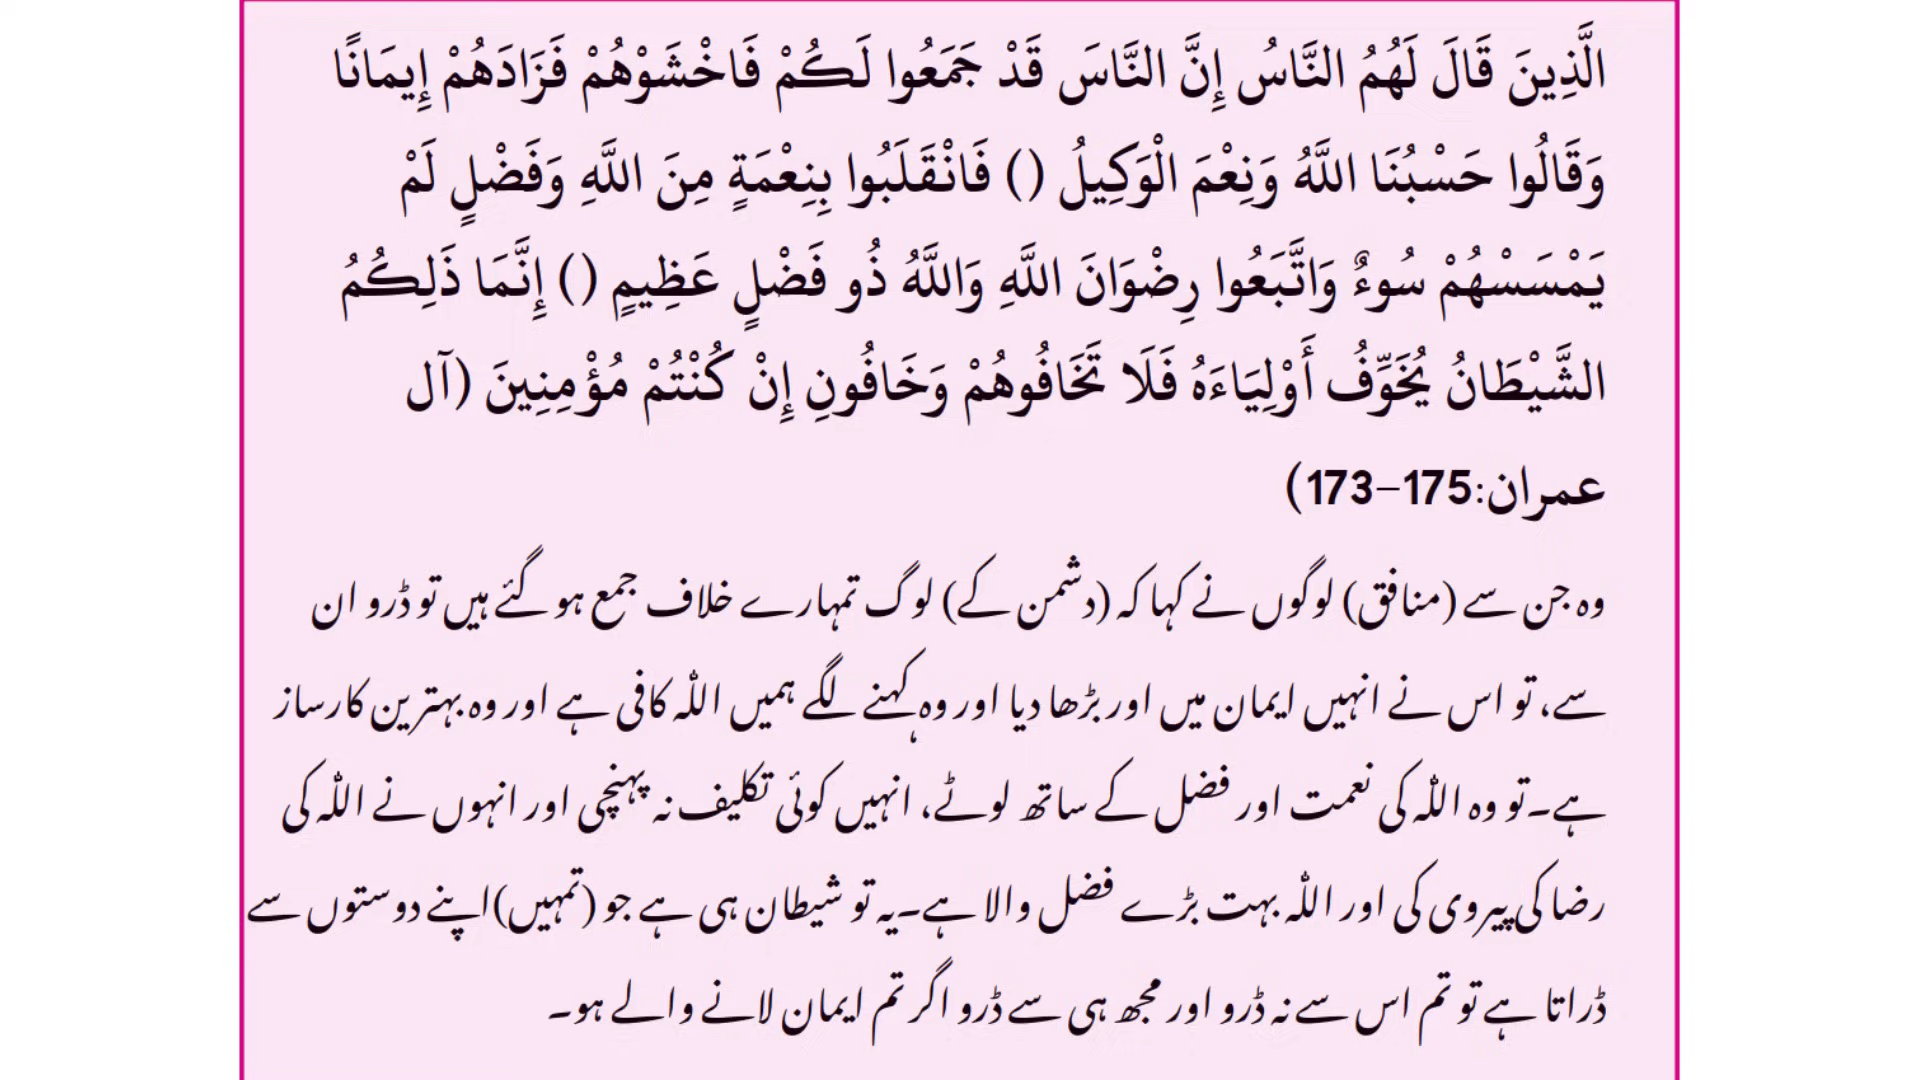 الَّذِينَ قَالَ لَهُمُ النَّاسُ إِنَّ النَّاسَ قَدْ جَمَعُوا لَكُمْ فَاخْشَوْهُمْ فَزَادَهُمْ إِيمَانًا
وَقَالُوا حَسْبُنَا اللَّهُ وَنِعْمَ الْوَكِيلُ () فَانْقَلَبُوا بِنِعْمَةٍ مِنَ اللَّهِ وَفَضْلٍ لَمْ
يَمْسَسْهُمْ سُوءٌ وَاتَّبَعُوا رِضْوَانَ اللَّهِ وَاللَّهُ ذُو فَضْلٍ عَظِيمٍ () إِنَّمَا ذَلِكُمُ
الشَّيْطَانُ يُخَوِّفُ أَوْلِيَاءَهُ فَلَا تَخَافُوهُمْ وَخَافُونِ إِنْ كُنْتُمْ مُؤْمِنِينَ (آل
عمران:175-173)
وہ جن سے (منافق) لوگوں نے کہا کہ (دشمن کے) لوگ تمہارے خلاف جمع ہو گئے ہیں تو ڈرو ان
سے، تو اس نے انہیں ایمان میں اور بڑھا دیا اور وہ کہنے لگے ہمیں اللہ کافی ہے اور وہ بہترین کارساز
ہے۔ تو وہ اللہ کی نعمت اور فضل کے ساتھ لوٹے، انہیں کوئی تکلیف نہ پہنچی اور انہوں نے اللہ کی
رضا کی پیروی کی اور اللہ بہت بڑے فضل والا ہے۔ یہ تو شیطان ہی ہے جو (تمہیں) اپنے دوستوں سے
ڈراتا ہے تو تم اس سے نہ ڈرو اور مجھ ہی سے ڈرو اگر تم ایمان لانے والے ہو۔